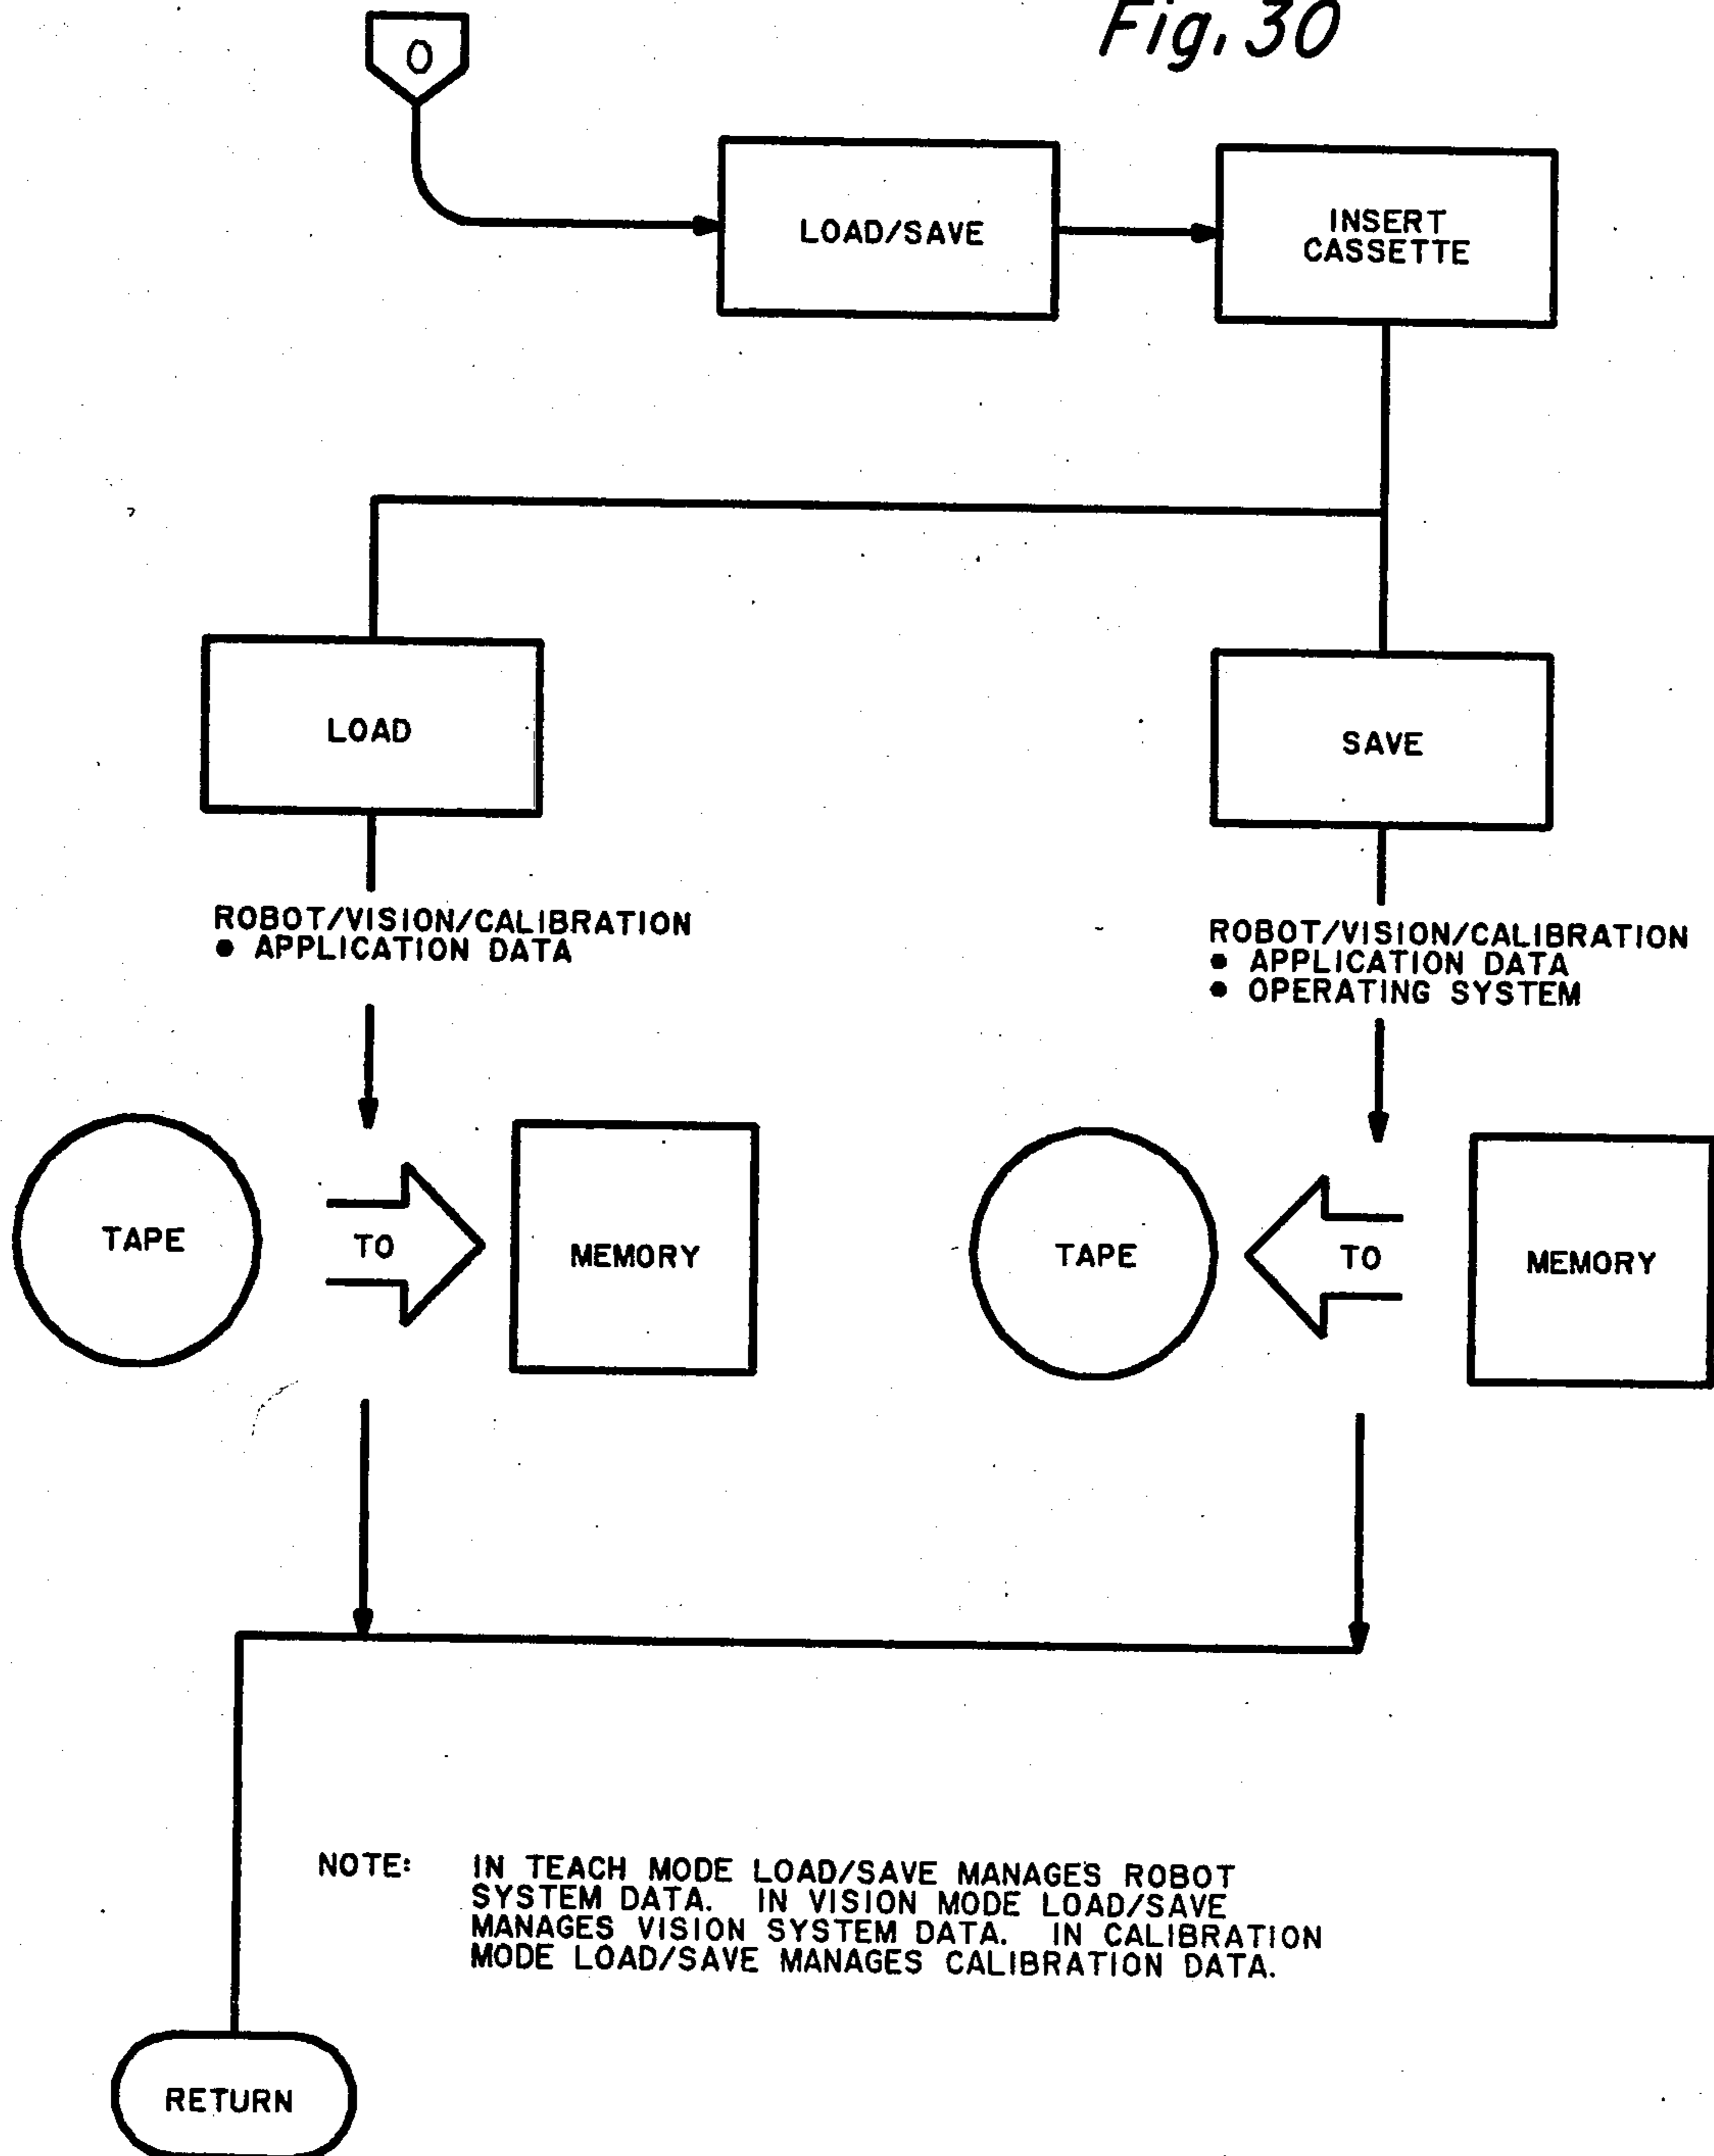 Fig. 30
O
LOAD/SAVE
INSERT
CASSETTE
LOAD
SAVE
ROBOT/VISION/CALIBRATION
● APPLICATION DATA
ROBOT/VISION/CALIBRATION
● APPLICATION DATA
● OPERATING SYSTEM
TAPE
TO
MEMORY
TAPE
TO
MEMORY
NOTE: IN TEACH MODE LOAD/SAVE MANAGES ROBOT
SYSTEM DATA. IN VISION MODE LOAD/SAVE
MANAGES VISION SYSTEM DATA. IN CALIBRATION
MODE LOAD/SAVE MANAGES CALIBRATION DATA.
RETURN